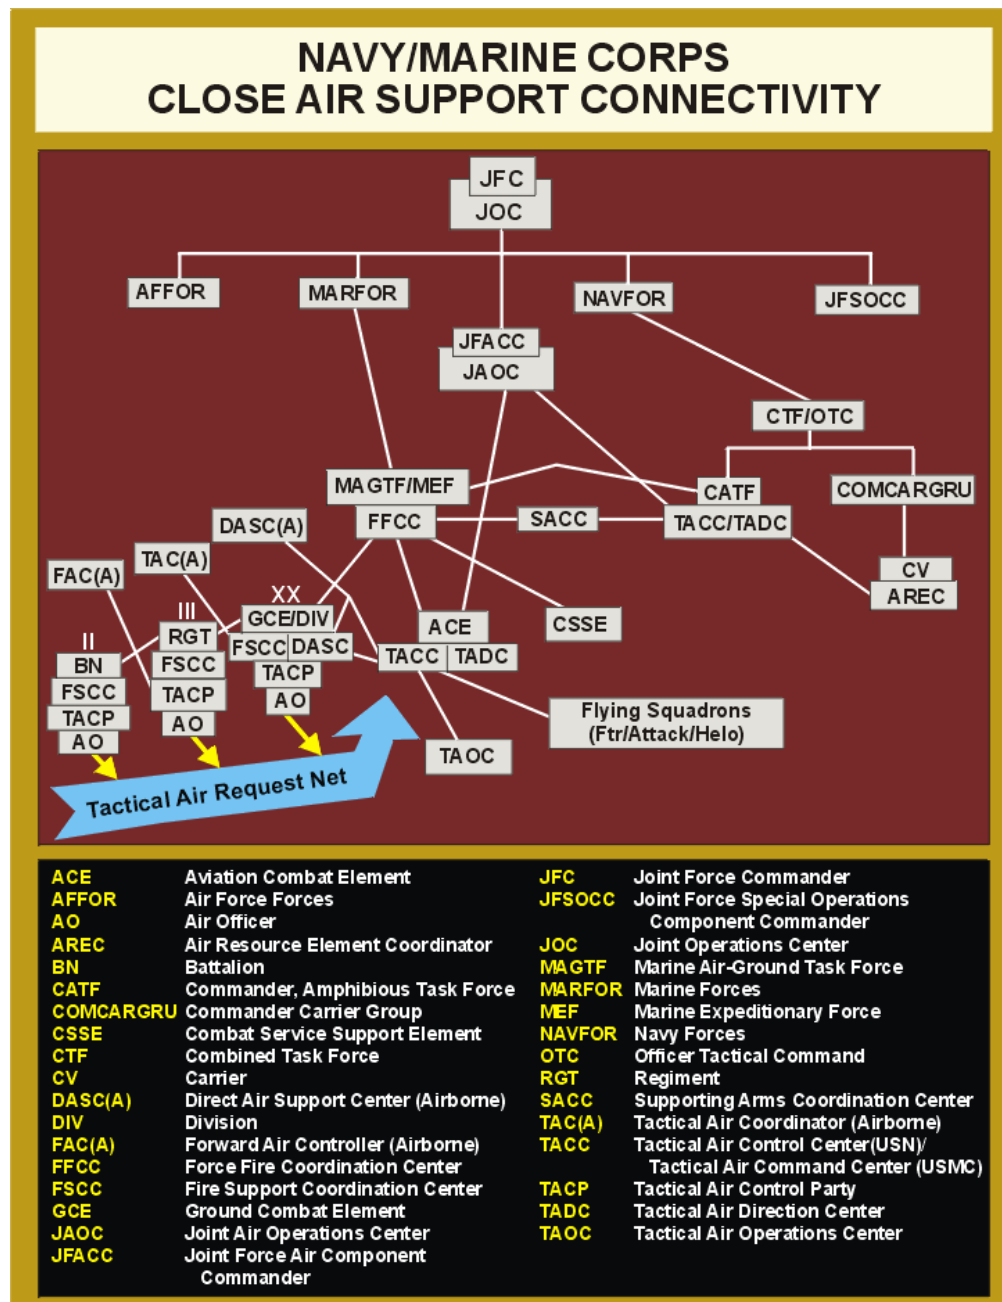 NAVY/MARINE CORPS
CLOSE AIR SUPPORT CONNECTIVITY
JFC
JOC
AFFOR
MARFOR
NAVFOR
JFSOCC
JFACC
JAOC
CTF/OTC
MAGTF/MEF
FFCC
SACC
CATF
TACC/TADC
COMCARGRU
CV
AREC
DASC(A)
TAC(A)
FAC(A)
XX
GCE/DIV
FSCC
DASC
TACP
AO
III
RGT
FSCC
TACP
AO
II
BN
FSCC
TACP
AO
ACE
TACC
TADC
CSSE
Flying Squadrons
(Ftr/Attack/Helo)
TAOC
Tactical Air Request Net
ACE Aviation Combat Element
AFFOR Air Force Forces
AO Air Officer
AREC Air Resource Element Coordinator
BN Battalion
CATF Commander, Amphibious Task Force
COMCARGRU Commander Carrier Group
CSSE Combat Service Support Element
CTF Combined Task Force
CV Carrier
DASC(A) Direct Air Support Center (Airborne)
DIV Division
FAC(A) Forward Air Controller (Airborne)
FFCC Force Fire Coordination Center
FSCC Fire Support Coordination Center
GCE Ground Combat Element
JAOC Joint Air Operations Center
JFACC Joint Force Air Component
Commander
JFC Joint Force Commander
JFSOCC Joint Force Special Operations
Component Commander
JOC Joint Operations Center
MAGTF Marine Air-Ground Task Force
MARFOR Marine Forces
MEF Marine Expeditionary Force
NAVFOR Navy Forces
OTC Officer Tactical Command
RGT Regiment
SACC Supporting Arms Coordination Center
TAC(A) Tactical Air Coordinator (Airborne)
TACC Tactical Air Control Center(USN)/
Tactical Air Command Center (USMC)
TACP Tactical Air Control Party
TADC Tactical Air Direction Center
TAOC Tactical Air Operations Center